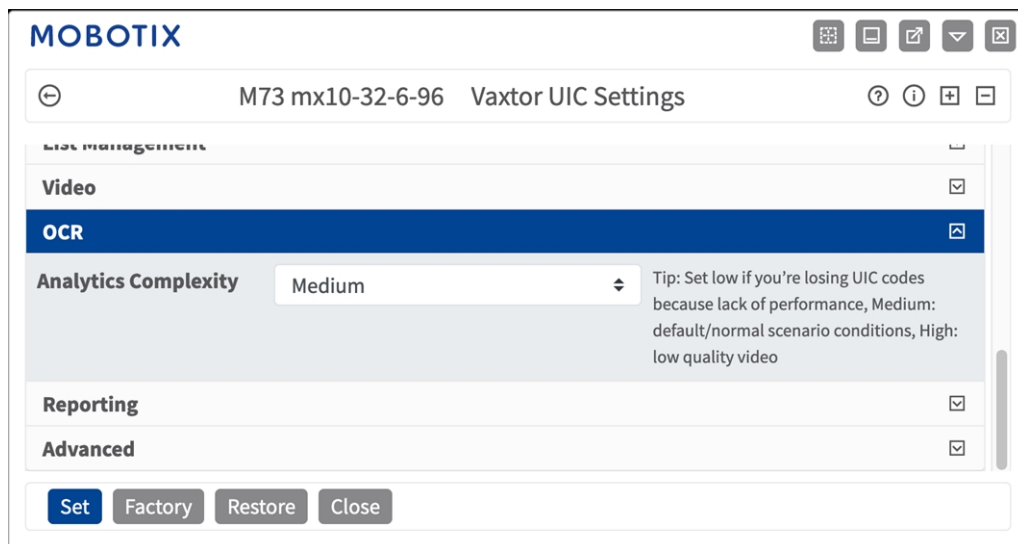 MOBOTIX
M73 mx10-32-6-96 Vaxtor UIC Settings
List Management
Video
OCR
Analytics Complexity
Medium
Tip: Set low if you're losing UIC codes
because lack of performance, Medium:
default/normal scenario conditions, High:
low quality video
Reporting
Advanced
Set Factory Restore Close